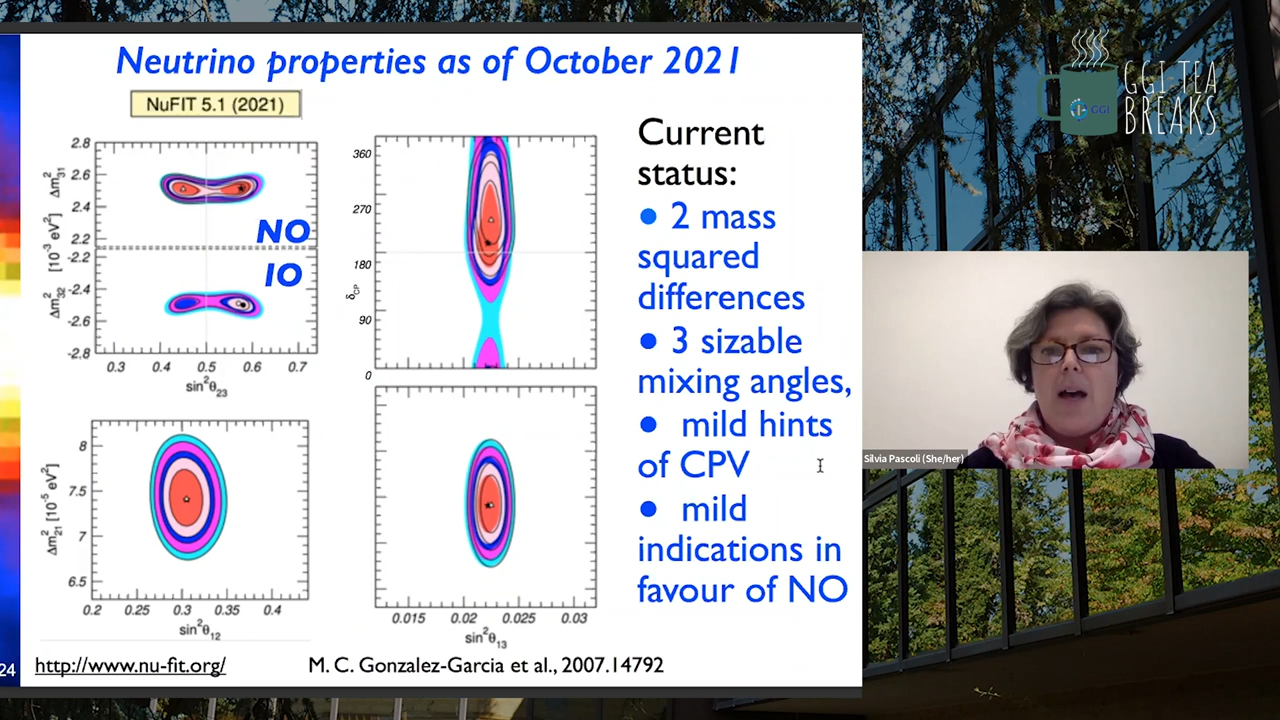 Neutrino properties as of October 2021
NuFIT 5.1 (2021)
2.8
2.6
2.4
2.2
-2.2
-2.4
-2.6
-2.8
Δm²₃₁
[10⁻³ eV²]
Δm²₃₂
NO
IO
0.3 0.4 0.5 0.6 0.7
sin²θ₂₃
360
270
180
90
0
δCP
8
7.5
7
6.5
Δm²₂₁ [10⁻⁵ eV²]
0.2 0.25 0.3 0.35 0.4
sin²θ₁₂
0.015 0.02 0.025 0.03
sin²θ₁₃
Current
status:
● 2 mass
squared
differences
● 3 sizable
mixing angles,
● mild hints
of CPV
● mild
indications in
favour of NO
24
http://www.nu-fit.org/
M. C. Gonzalez-Garcia et al., 2007.14792
GGI TEA
BREAKS
GGI
Silvia Pascoli (She/her)